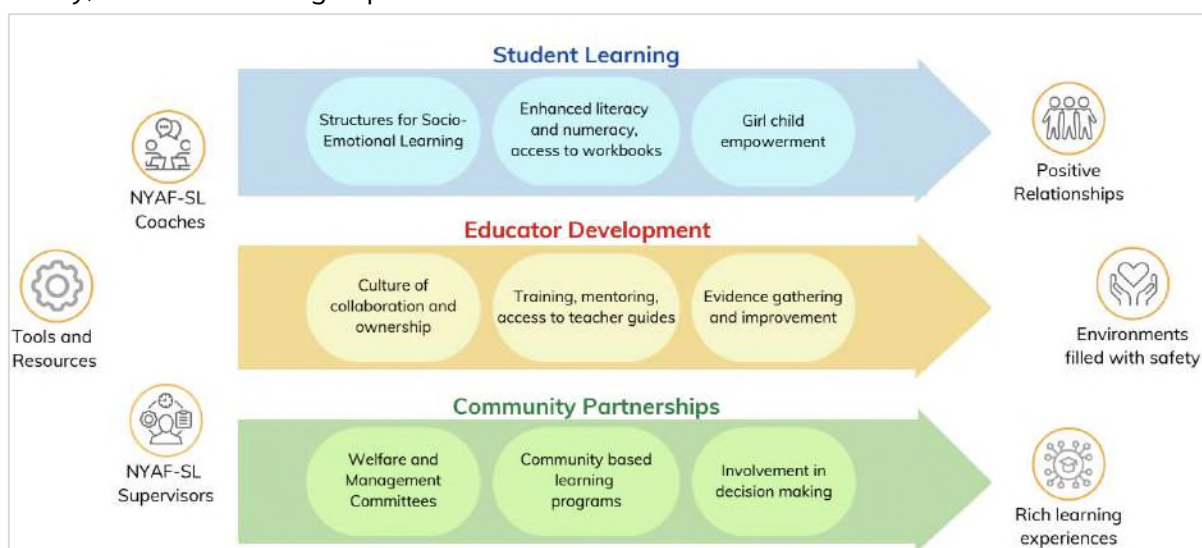 Student Learning
Structures for Socio-
Emotional Learning
Enhanced literacy
and numeracy,
access to workbooks
Girl child
empowerment
NYAF-SL
Coaches
Positive
Relationships
Educator Development
Culture of
collaboration and
ownership
Training, mentoring,
access to teacher guides
Evidence gathering
and improvement
Tools and
Resources
Environments
filled with safety
Community Partnerships
Welfare and
Management
Committees
Community based
learning
programs
Involvement in
decision making
NYAF-SL
Supervisors
Rich learning
experiences